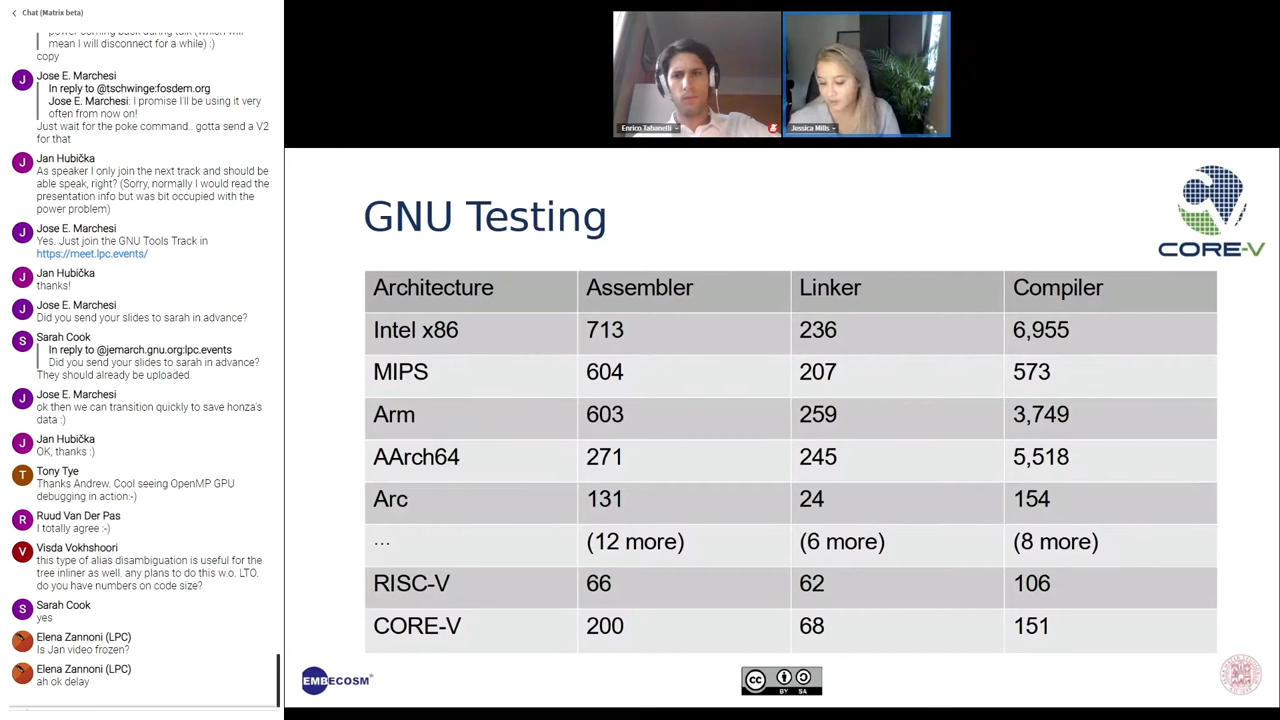 Chat (Matrix beta)
power coming back during talk (which will
mean I will disconnect for a while) :)
copy
J
Jose E. Marchesi
In reply to @tschwinge:fosdem.org
Jose E. Marchesi: I promise I'll be using it very
often from now on!
Just wait for the poke command.. gotta send a V2
for that
J
Jan Hubička
As speaker I only join the next track and should be
able speak, right? (Sorry, normally I would read the
presentation info but was bit occupied with the
power problem)
J
Jose E. Marchesi
Yes. Just join the GNU Tools Track in
https://meet.lpc.events/
J
Jan Hubička
thanks!
J
Jose E. Marchesi
Did you send your slides to sarah in advance?
S
Sarah Cook
In reply to @jemarch.gnu.org:lpc.events
Did you send your slides to sarah in advance?
They should already be uploaded
J
Jose E. Marchesi
ok then we can transition quickly to save honza's
data :)
J
Jan Hubička
OK, thanks :)
T
Tony Tye
Thanks Andrew. Cool seeing OpenMP GPU
debugging in action:-)
R
Ruud Van Der Pas
I totally agree :-)
V
Visda Vokhshoori
this type of alias disambiguation is useful for the
tree inliner as well. any plans to do this w.o. LTO.
do you have numbers on code size?
S
Sarah Cook
yes
Elena Zannoni (LPC)
Is Jan video frozen?
Elena Zannoni (LPC)
ah ok delay
Enrico Tabanelli
Jessica Mills
GNU Testing
CORE-V
Architecture Assembler Linker Compiler
Intel x86 713 236 6,955
MIPS 604 207 573
Arm 603 259 3,749
AArch64 271 245 5,518
Arc 131 24 154
... (12 more) (6 more) (8 more)
RISC-V 66 62 106
CORE-V 200 68 151
EMBECOSM®
cc BY SA